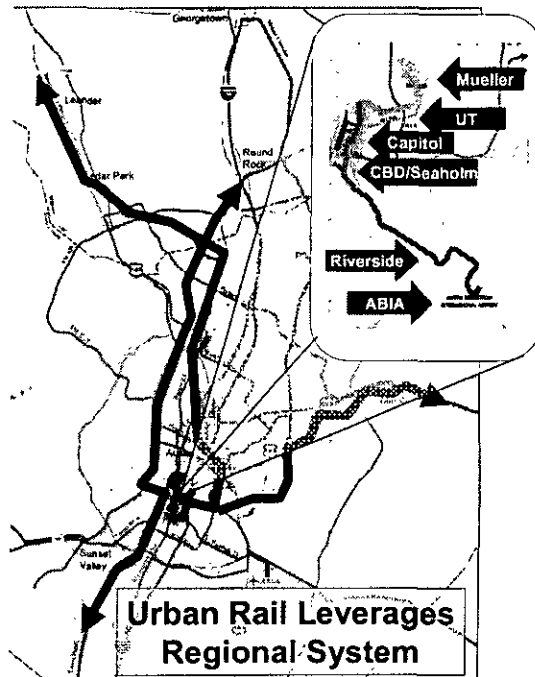 Georgetown
Leander
Round
Rock
Cedar Park
Mueller
UT
Capitol
CBD/Seaholm
Riverside
ABIA
Sunset
Valley
Urban Rail Leverages
Regional System